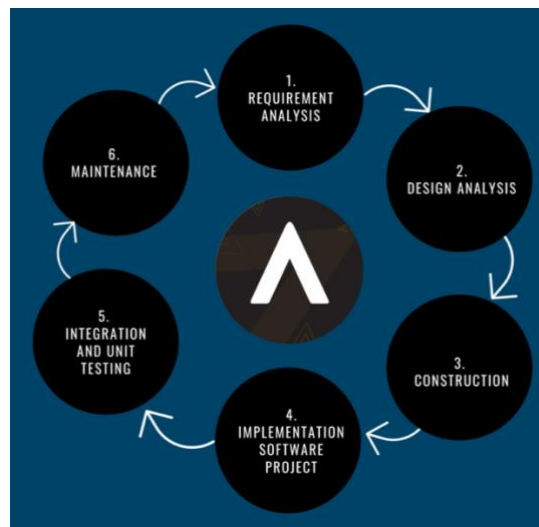 1.
REQUIREMENT
ANALYSIS
2.
DESIGN ANALYSIS
3.
CONSTRUCTION
4.
IMPLEMENTATION
SOFTWARE
PROJECT
5.
INTEGRATION
AND UNIT
TESTING
6.
MAINTENANCE